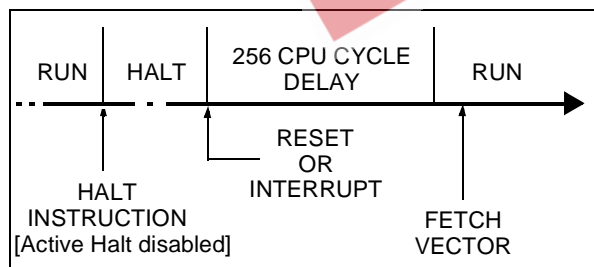 RUN
HALT
256 CPU CYCLE
DELAY
RUN
RESET
OR
INTERRUPT
HALT
INSTRUCTION
[Active Halt disabled]
FETCH
VECTOR